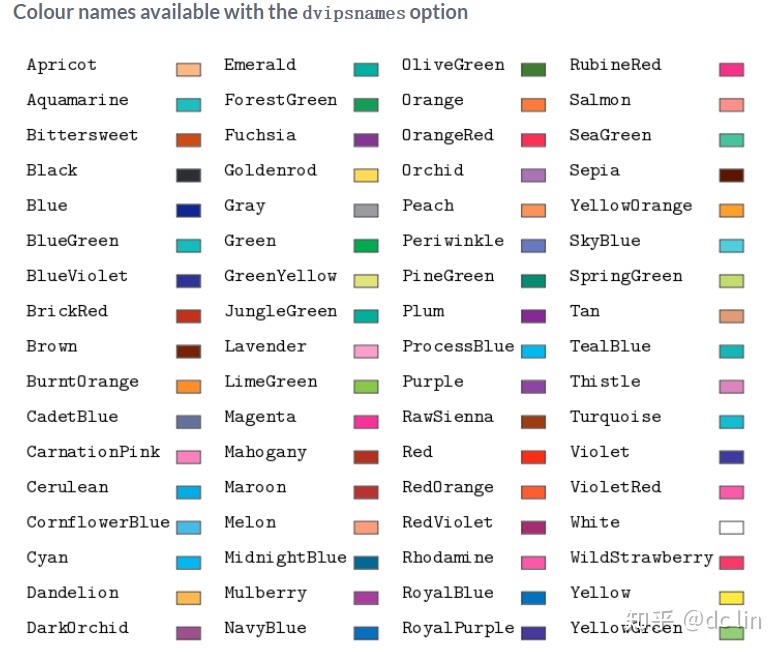 Colour names available with the dvipsnames option
Apricot Emerald OliveGreen RubineRed
Aquamarine ForestGreen Orange Salmon
Bittersweet Fuchsia OrangeRed SeaGreen
Black Goldenrod Orchid Sepia
Blue Gray Peach YellowOrange
BlueGreen Green Periwinkle SkyBlue
BlueViolet GreenYellow PineGreen SpringGreen
BrickRed JungleGreen Plum Tan
Brown Lavender ProcessBlue TealBlue
BurntOrange LimeGreen Purple Thistle
CadetBlue Magenta RawSienna Turquoise
CarnationPink Mahogany Red Violet
Cerulean Maroon RedOrange VioletRed
CornflowerBlue Melon RedViolet White
Cyan MidnightBlue Rhodamine WildStrawberry
Dandelion Mulberry RoyalBlue Yellow
DarkOrchid NavyBlue RoyalPurple YellowGreen
知乎 @dclin